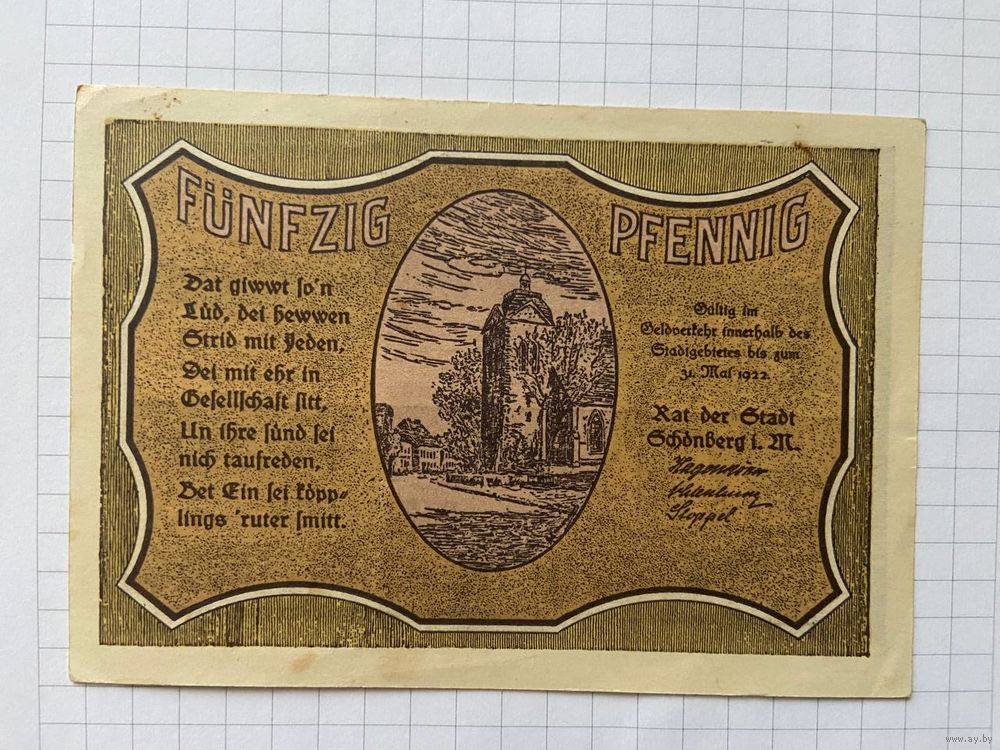 FÜNFZIG PFENNIG
Dat giwwt so'n
Lüd, dei hewwen
Strid mit Jeden,
Dei mit ehr in
Gesellschaft sitt,
Un ihre sünd sei
nich taufreden,
Bet Ein sei köpp=
lings 'ruter smitt.
Gültig im
Geldverkehr innerhalb des
Stadtgebietes bis zum
31. Mai 1922.
Rat der Stadt
Schönberg i. M.
www.ay.by